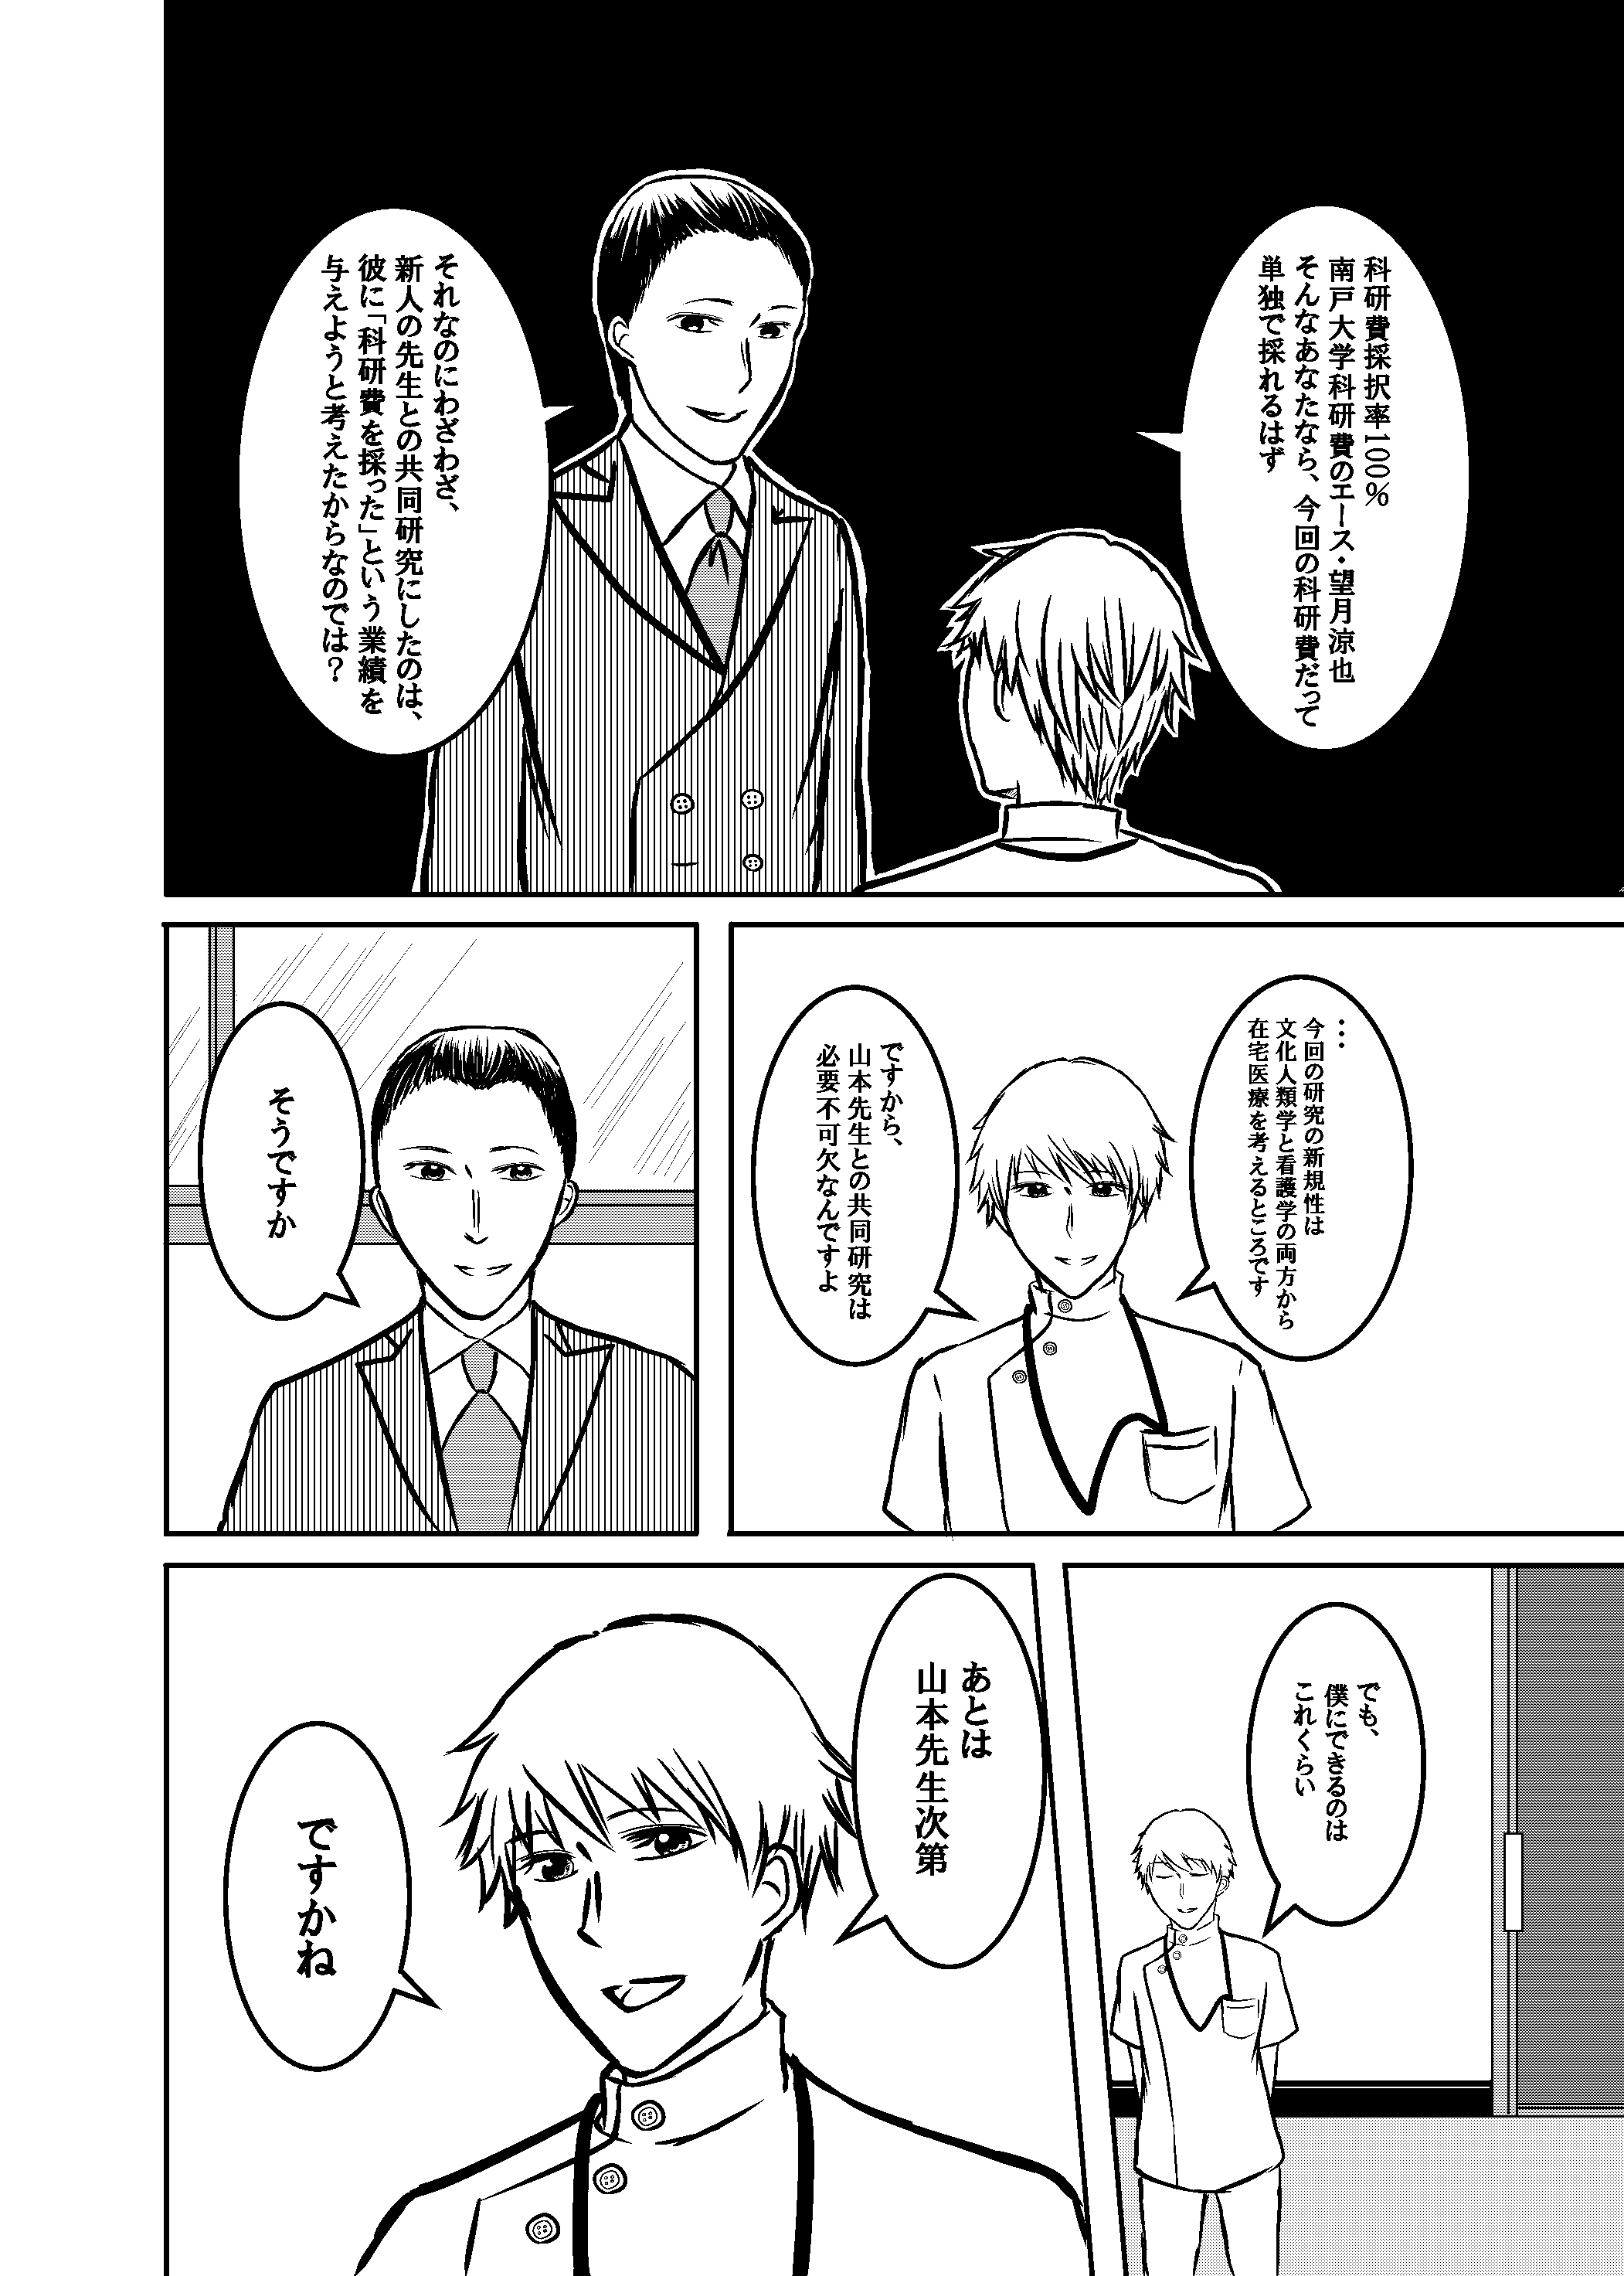 科研費採択率100％
南戸大学科研費のエース・望月涼也
そんなあなたなら、今回の科研費だって
単独で採れるはず
それなのにわざわざ、
新人の先生との共同研究にしたのは、
彼に「科研費を採った」という業績を
与えようと考えたからなのでは？
・・・
今回の研究の新規性は
文化人類学と看護学の両方から
在宅医療を考えるところです
ですから、
山本先生との共同研究は
必要不可欠なんですよ
そうですか
でも、
僕にできるのは
これくらい
あとは
山本先生次第
ですかね